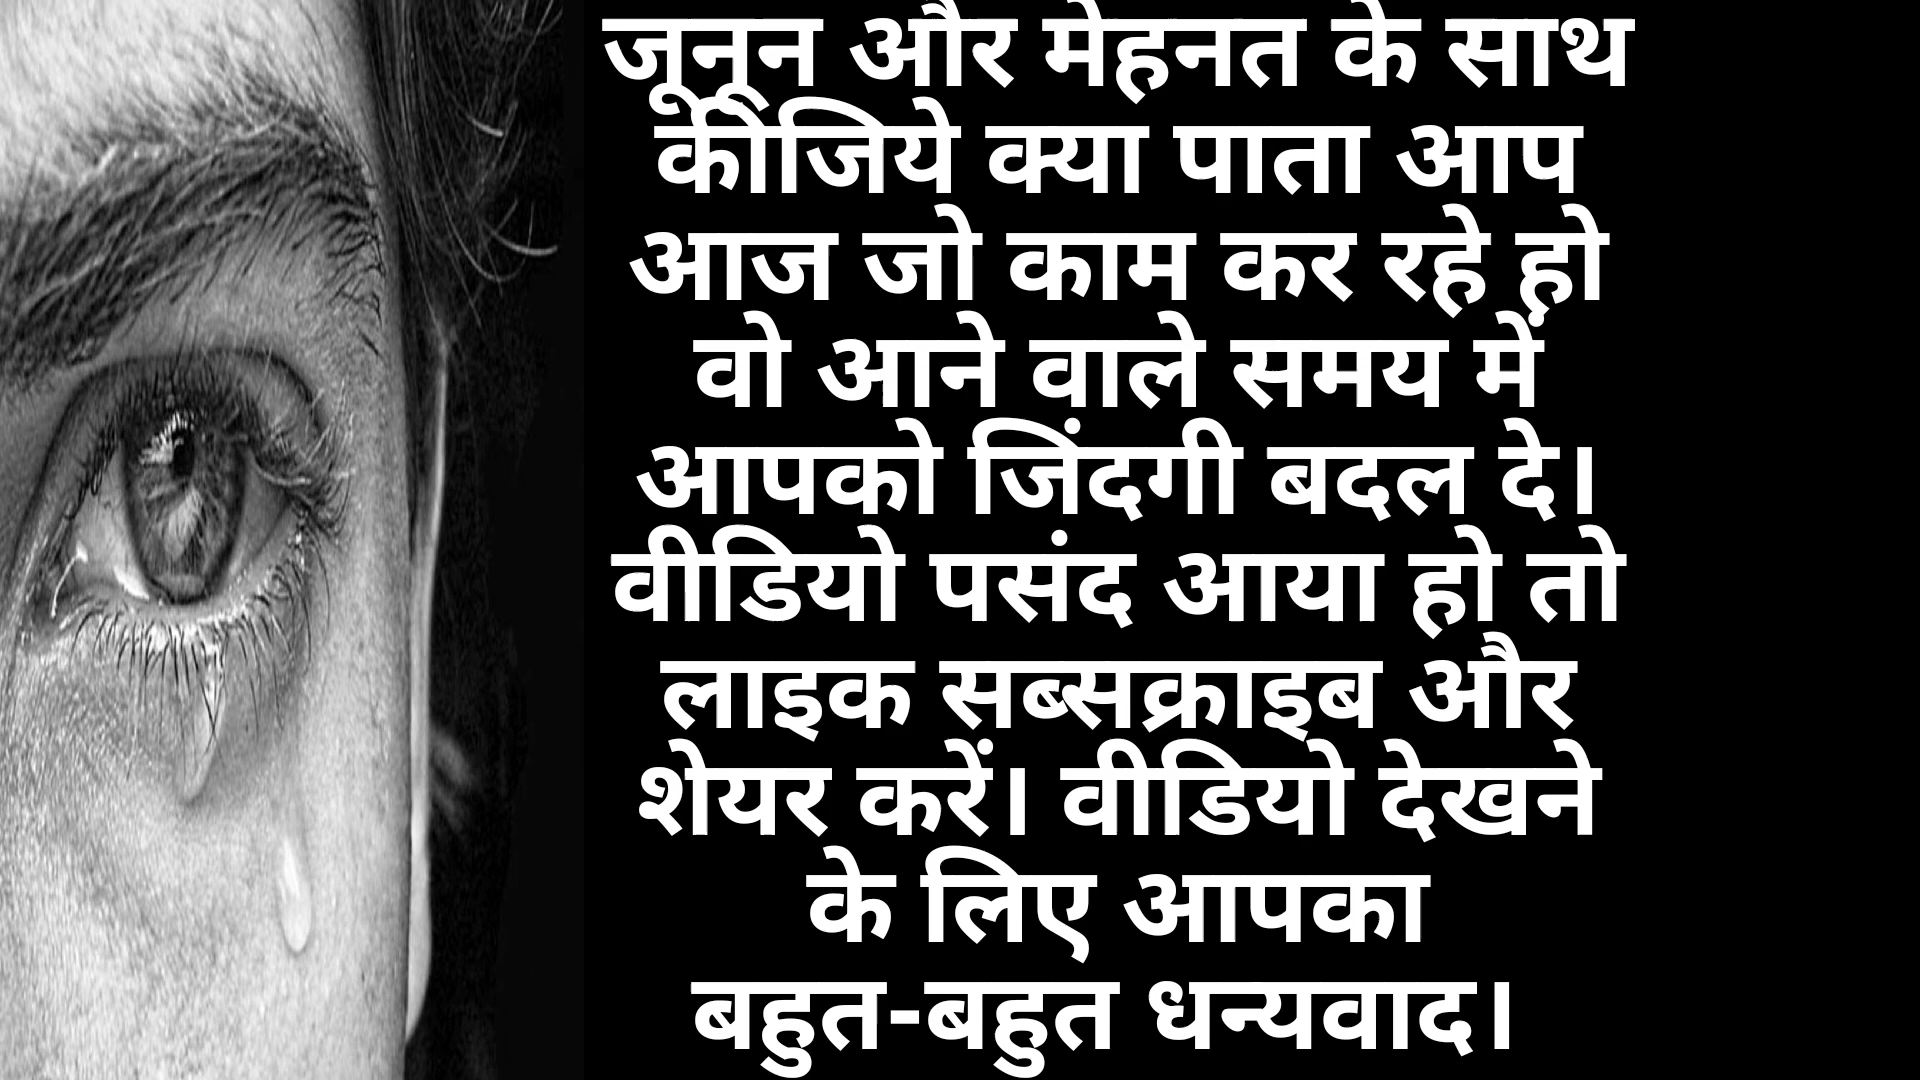 जूनून और मेहनत के साथ
कीजिये क्या पाता आप
आज जो काम कर रहे हो
वो आने वाले समय में
आपको जिंदगी बदल दे।
वीडियो पसंद आया हो तो
लाइक सब्सक्राइब और
शेयर करें। वीडियो देखने
के लिए आपका
बहुत-बहुत धन्यवाद।